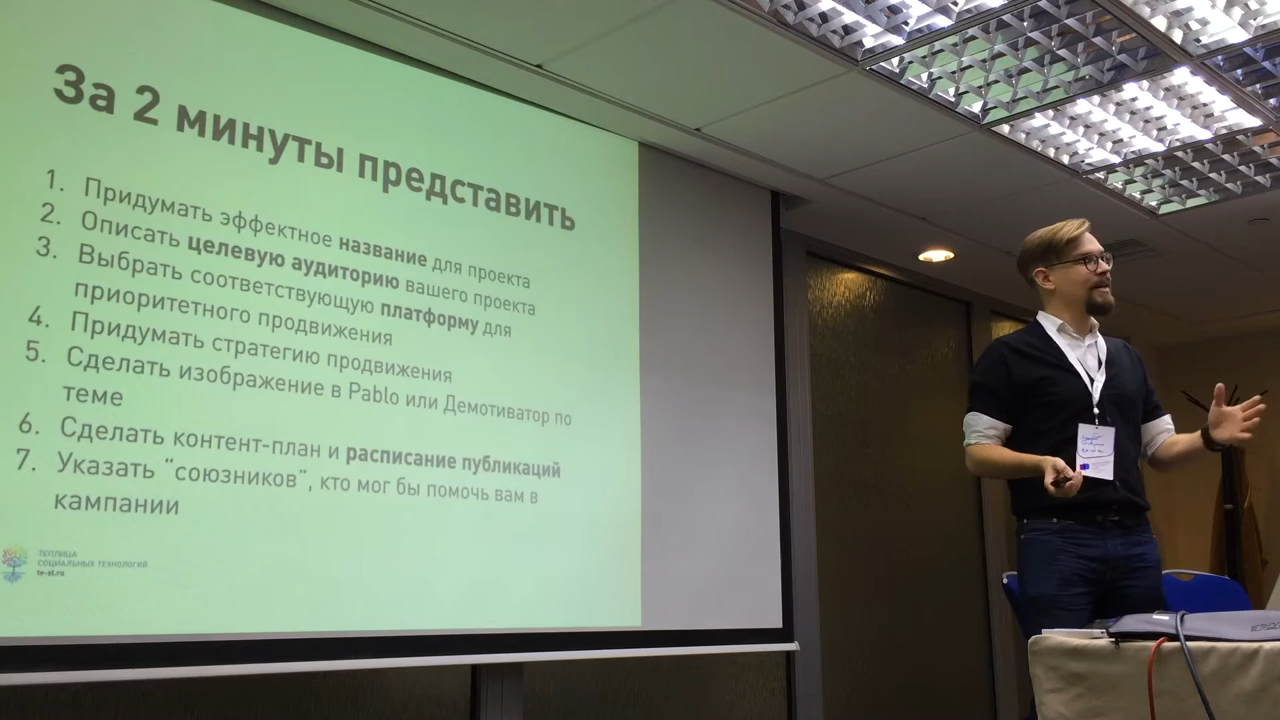 За 2 минуты представить
1. Придумать эффектное название для проекта
2. Описать целевую аудиторию вашего проекта
3. Выбрать соответствующую платформу для
приоритетного продвижения
4. Придумать стратегию продвижения
5. Сделать изображение в Pablo или Демотиватор по
теме
6. Сделать контент-план и расписание публикаций
7. Указать “союзников”, кто мог бы помочь вам в
кампании
ТЕПЛИЦА
СОЦИАЛЬНЫХ ТЕХНОЛОГИЙ
te-st.ru